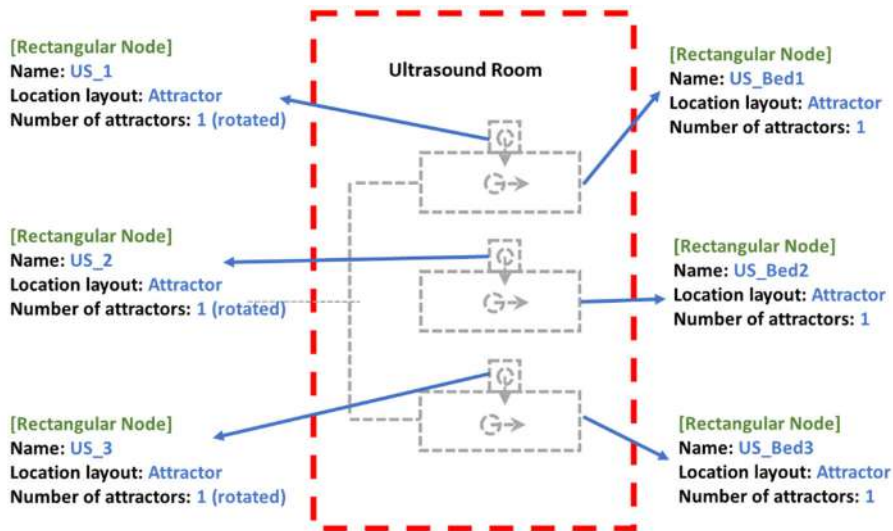 [Rectangular Node]
Name: US_1
Location layout: Attractor
Number of attractors: 1 (rotated)
[Rectangular Node]
Name: US_2
Location layout: Attractor
Number of attractors: 1 (rotated)
[Rectangular Node]
Name: US_3
Location layout: Attractor
Number of attractors: 1 (rotated)
Ultrasound Room
[Rectangular Node]
Name: US_Bed1
Location layout: Attractor
Number of attractors: 1
[Rectangular Node]
Name: US_Bed2
Location layout: Attractor
Number of attractors: 1
[Rectangular Node]
Name: US_Bed3
Location layout: Attractor
Number of attractors: 1